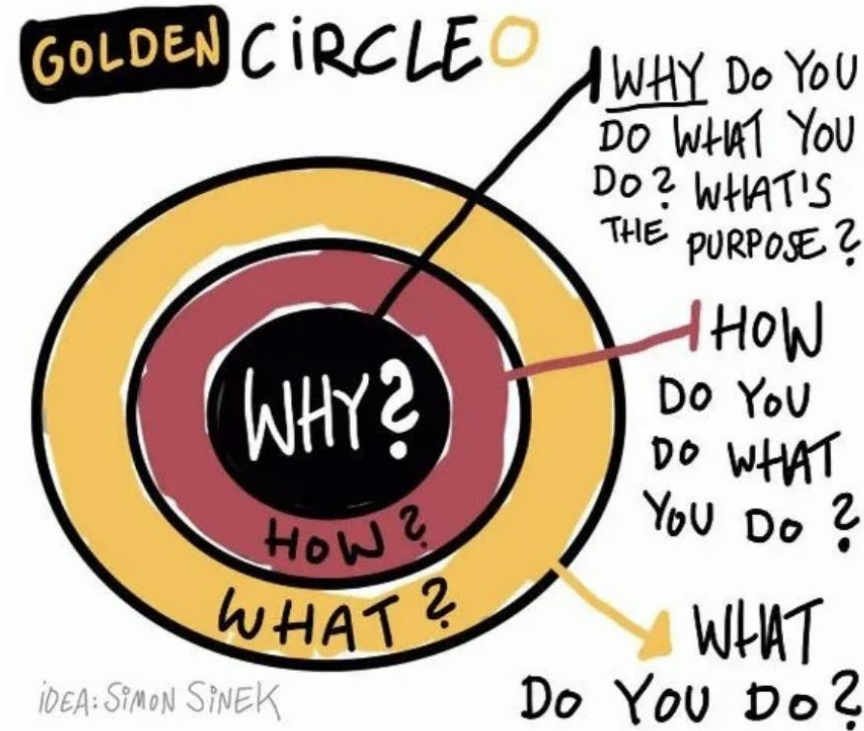 GOLDEN CiRCLE
WHY Do YoU
DO WHAT YOU
Do? WHAT'S
THE PURPOSE?
HOW
Do YoU
Do WHAT
YoU Do?
WHY?
HoW?
WHAT?
WHAT
Do YoU Do?
iDEA: SiMoN SiNEK